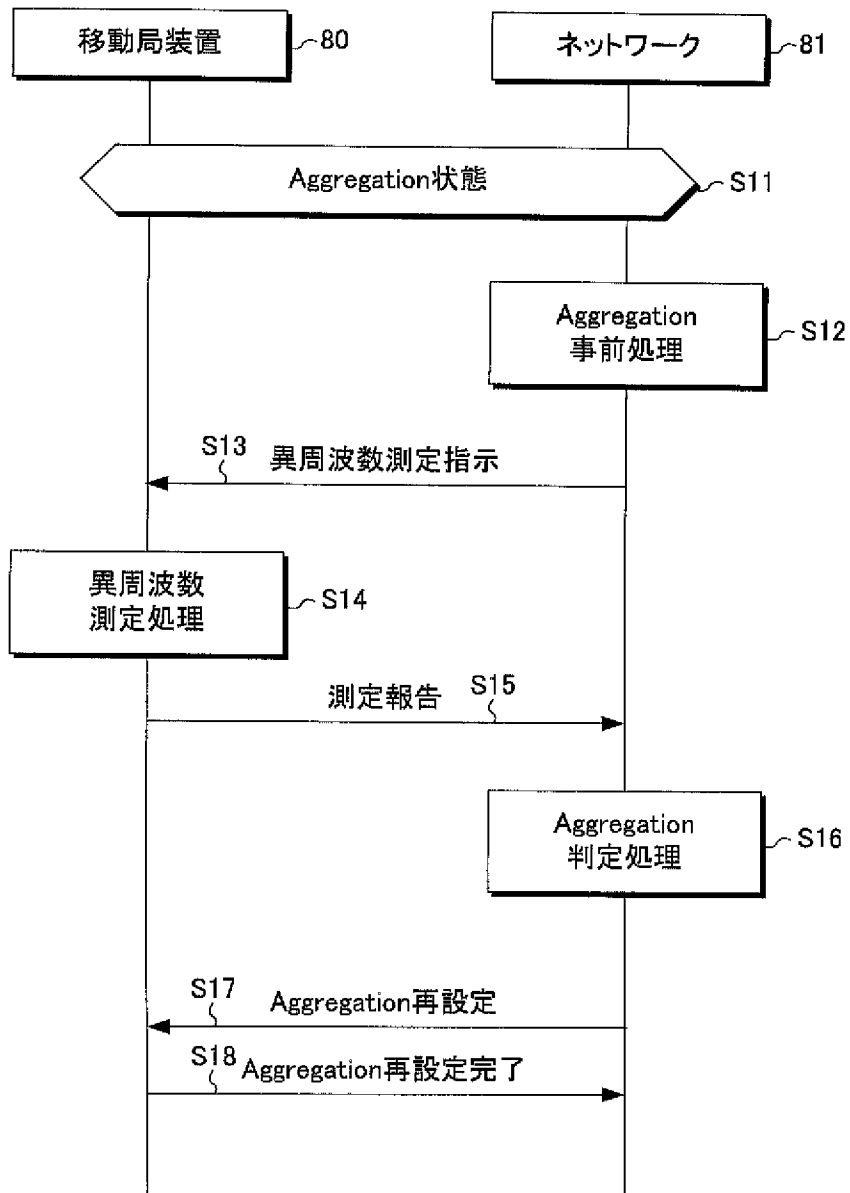 移動局装置
80
ネットワーク
81
Aggregation状態
S11
Aggregation
事前処理
S12
S13
異周波数測定指示
異周波数
測定処理
S14
測定報告
S15
Aggregation
判定処理
S16
S17
Aggregation再設定
S18
Aggregation再設定完了